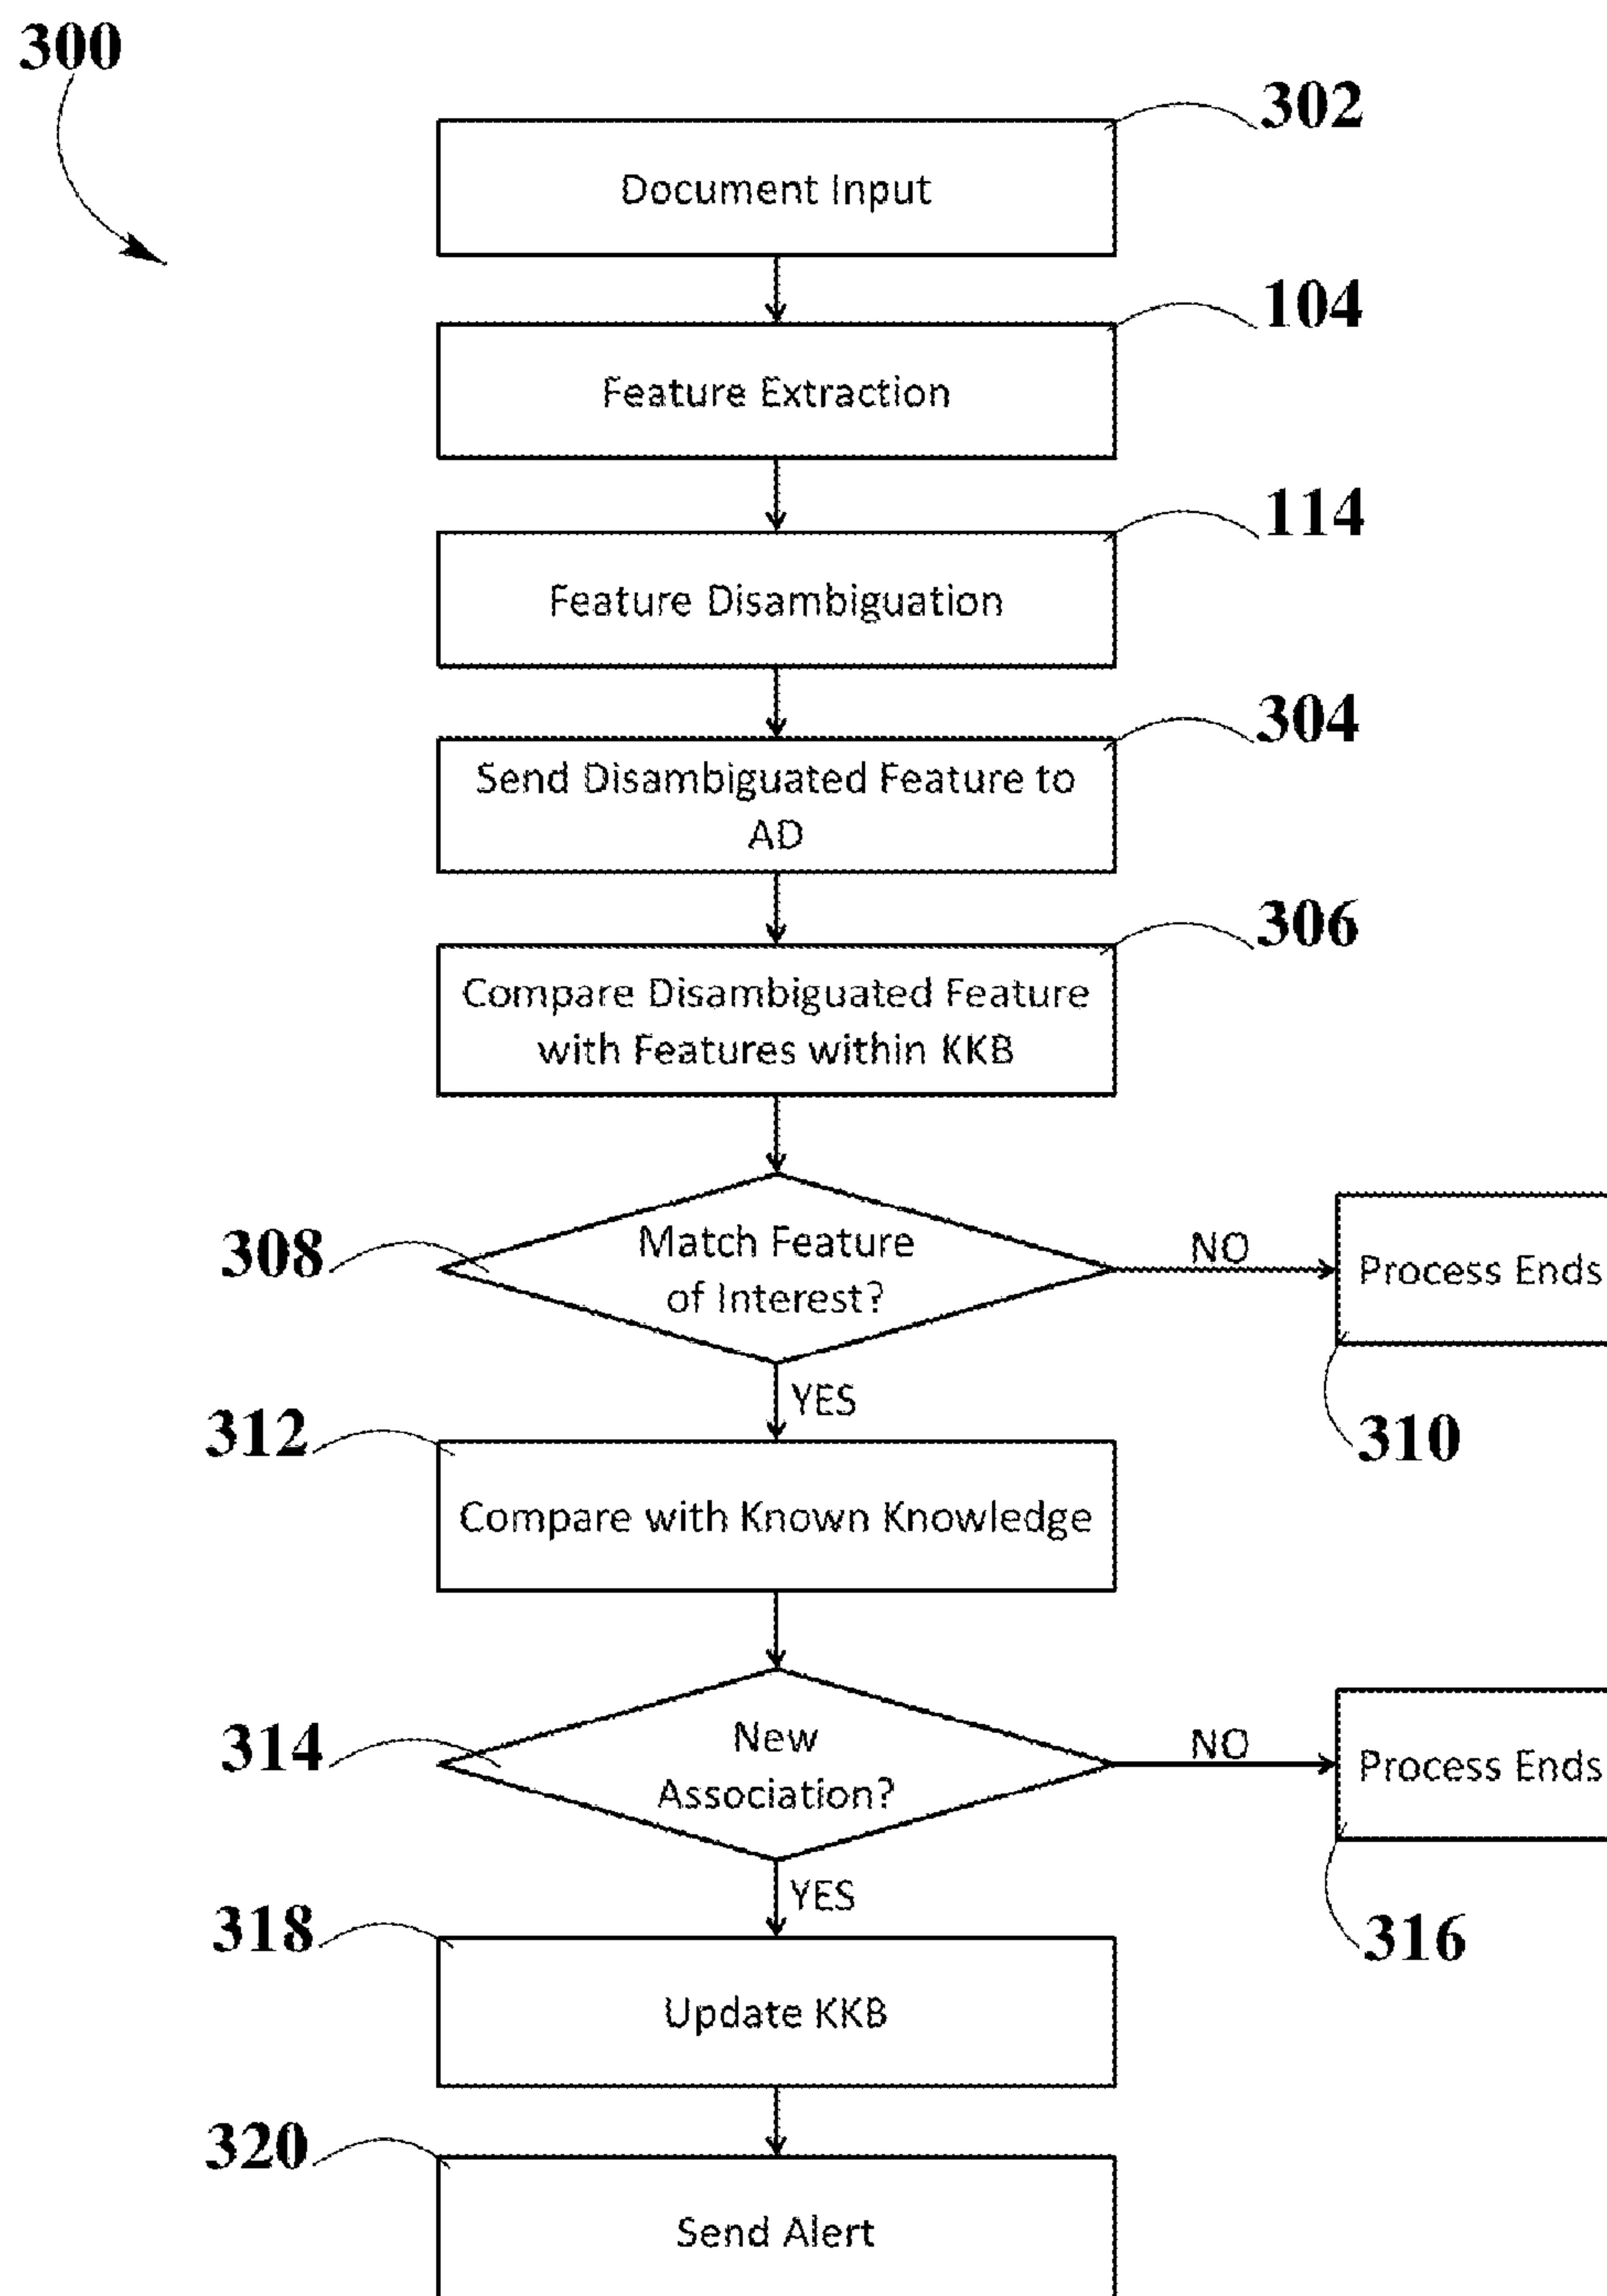 300
302
Document Input
104
Feature Extraction
114
Feature Disambiguation
304
Send Disambiguated Feature to
AD
306
Compare Disambiguated Feature
with Features within KKB
308
Match Feature
of Interest?
NO
Process Ends
310
YES
312
Compare with Known Knowledge
314
New
Association?
NO
Process Ends
316
YES
318
Update KKB
320
Send Alert